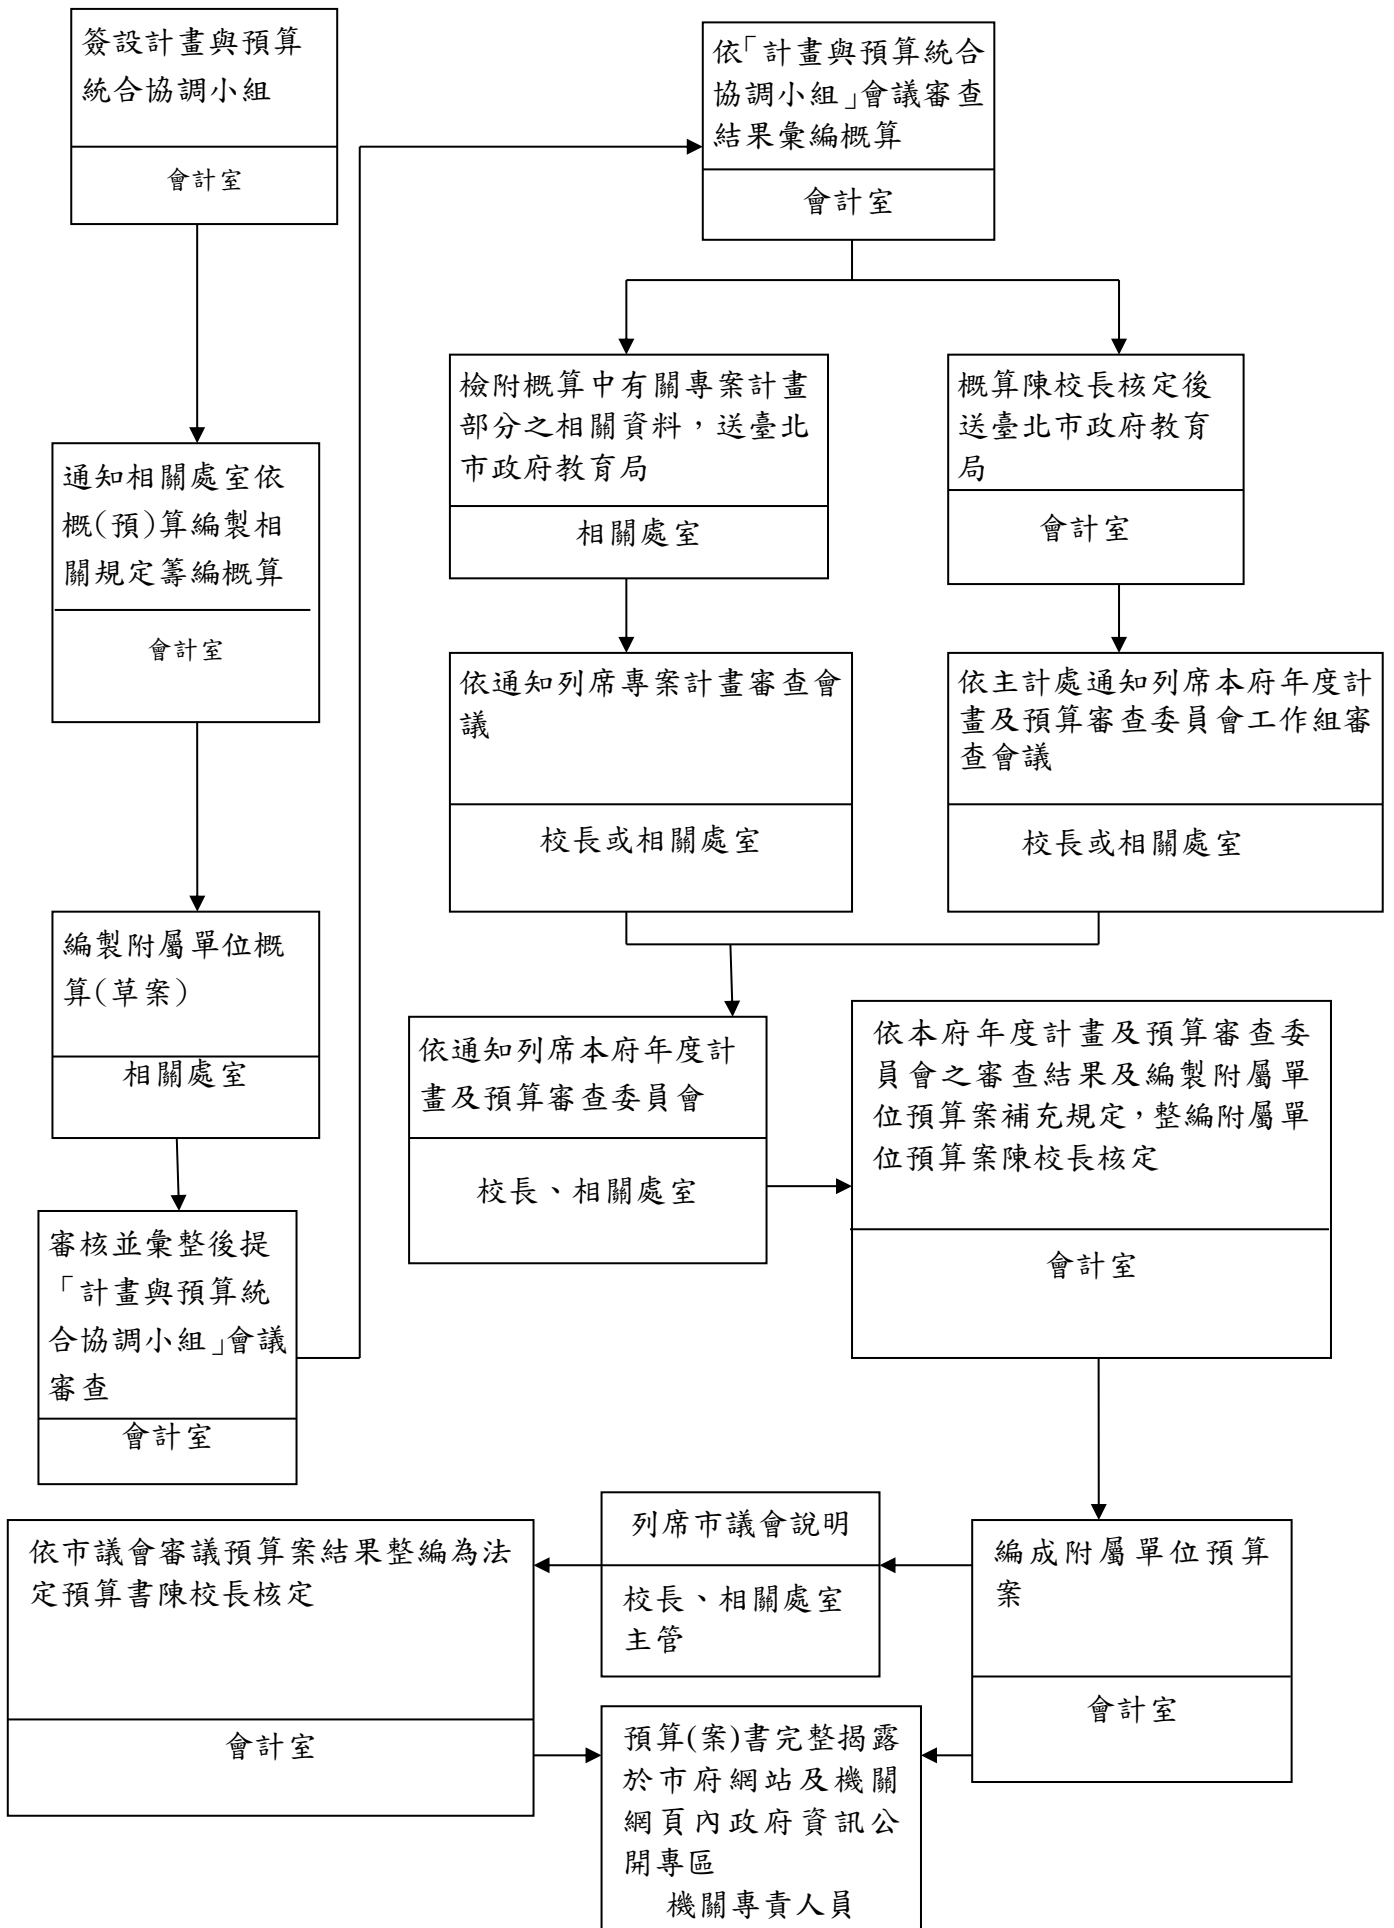 簽設計畫與預算
統合協調小組
會計室
通知相關處室依
概(預)算編製相
關規定籌編概算
會計室
編製附屬單位概
算(草案)
相關處室
審核並彙整後提
「計畫與預算統
合協調小組」會議
審查
會計室
依「計畫與預算統合
協調小組」會議審查
結果彙編概算
會計室
檢附概算中有關專案計畫
部分之相關資料，送臺北
市政府教育局
相關處室
概算陳校長核定後
送臺北市政府教育
局
會計室
依通知列席專案計畫審查會
議
校長或相關處室
依主計處通知列席本府年度計
畫及預算審查委員會工作組審
查會議
校長或相關處室
依通知列席本府年度計
畫及預算審查委員會
校長、相關處室
依本府年度計畫及預算審查委
員會之審查結果及編製附屬單
位預算案補充規定，整編附屬單
位預算案陳校長核定
會計室
編成附屬單位預算
案
會計室
列席市議會說明
校長、相關處室
主管
依市議會審議預算案結果整編為法
定預算書陳校長核定
會計室
預算(案)書完整揭露
於市府網站及機關
網頁內政府資訊公
開專區
機關專責人員